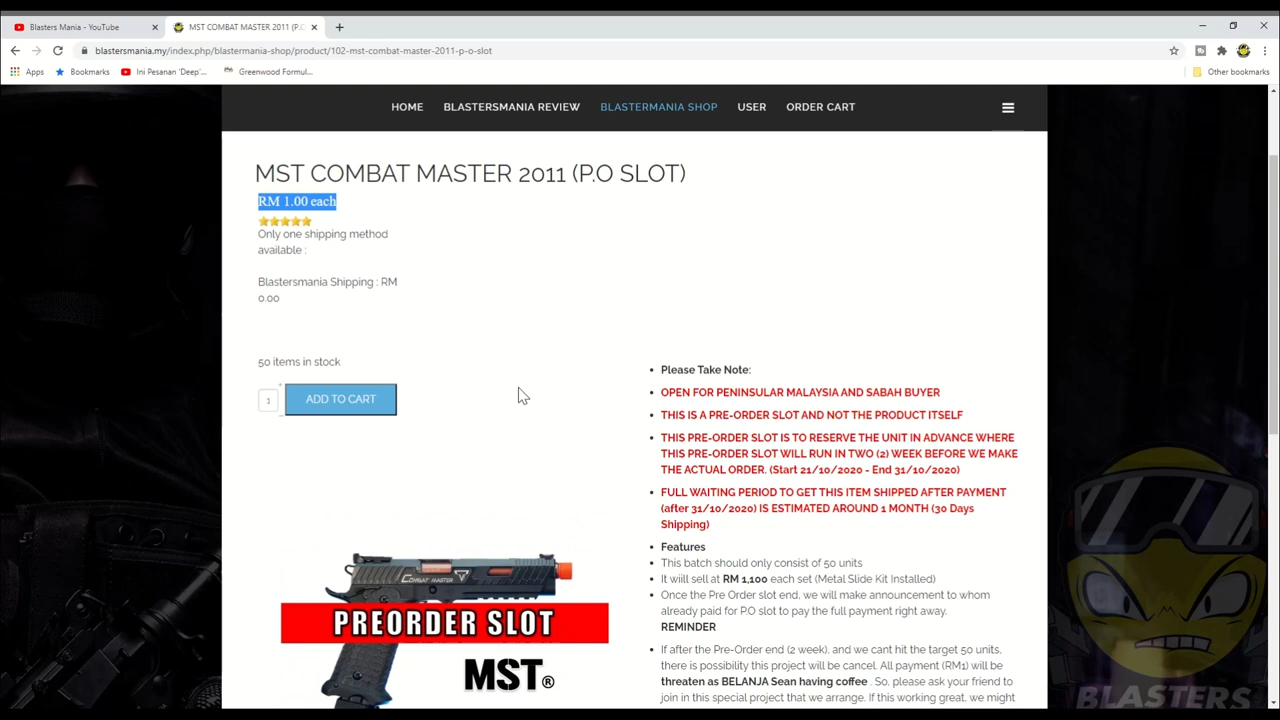 Blasters Mania - YouTube
MST COMBAT MASTER 2011 (P.O
blastersmania.my/index.php/blastermania-shop/product/102-mst-combat-master-2011-p-o-slot
Apps
Bookmarks
Ini Pesanan 'Deep'...
Greenwood Formul...
Other bookmarks
HOME
BLASTERSMANIA REVIEW
BLASTERMANIA SHOP
USER
ORDER CART
MST COMBAT MASTER 2011 (P.O SLOT)
RM 1.00 each
Only one shipping method
available :
Blastersmania Shipping : RM
0.00
50 items in stock
1
ADD TO CART
Please Take Note:
OPEN FOR PENINSULAR MALAYSIA AND SABAH BUYER
THIS IS A PRE-ORDER SLOT AND NOT THE PRODUCT ITSELF
THIS PRE-ORDER SLOT IS TO RESERVE THE UNIT IN ADVANCE WHERE
THIS PRE-ORDER SLOT WILL RUN IN TWO (2) WEEK BEFORE WE MAKE
THE ACTUAL ORDER. (Start 21/10/2020 - End 31/10/2020)
FULL WAITING PERIOD TO GET THIS ITEM SHIPPED AFTER PAYMENT
(after 31/10/2020) IS ESTIMATED AROUND 1 MONTH (30 Days
Shipping)
Features
This batch should only consist of 50 units
It wiill sell at RM 1,100 each set (Metal Slide Kit Installed)
Once the Pre Order slot end, we will make announcement to whom
already paid for P.O slot to pay the full payment right away.
REMINDER
If after the Pre-Order end (2 week), and we cant hit the target 50 units,
there is possibility this project will be cancel. All payment (RM1) will be
threaten as BELANJA Sean having coffee . So, please ask your friend to
join in this special project that we arrange. If this working great, we might
COMBAT MASTER
PREORDER SLOT
MST®
BLASTERS